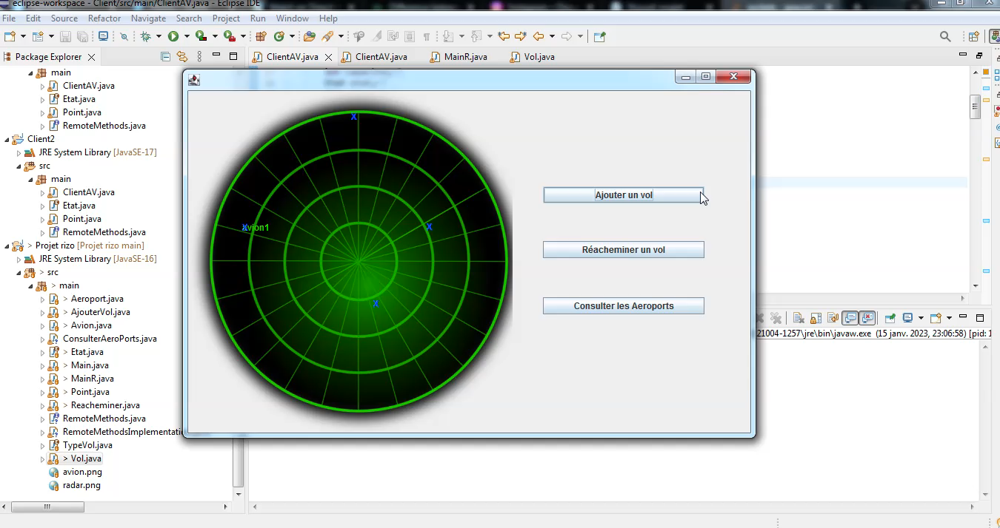 eclipse-workspace - Client/src/main/ClientAV.java - Eclipse IDE
File Edit Source Refactor Navigate Search Project Run Window Help
Package Explorer
ClientAV.java ClientAV.java MainR.java Vol.java
main
ClientAV.java
Etat.java
Point.java
RemoteMethods.java
Client2
JRE System Library [JavaSE-17]
src
main
ClientAV.java
Etat.java
Point.java
RemoteMethods.java
> Projet rizo [Projet rizo main]
JRE System Library [JavaSE-16]
> src
> main
> Aeroport.java
> AjouterVol.java
> Avion.java
ConsulterAeroPorts.java
> Etat.java
> Main.java
> MainR.java
> Point.java
> Reacheminer.java
RemoteMethods.java
RemoteMethodsImplementati
TypeVol.java
> Vol.java
avion.png
radar.png
X
X
avion1
X
X
Ajouter un vol
Réacheminer un vol
Consulter les Aeroports
21004-1257\jre\bin\javaw.exe (15 janv. 2023, 23:06:58) [pid: 1